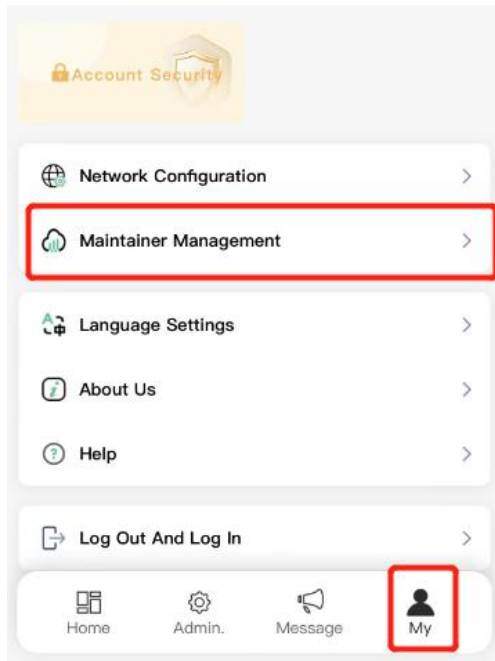 Account Security
Network Configuration
Maintainer Management
A 中
Language Settings
About Us
Help
Log Out And Log In
Home
Admin.
Message
My